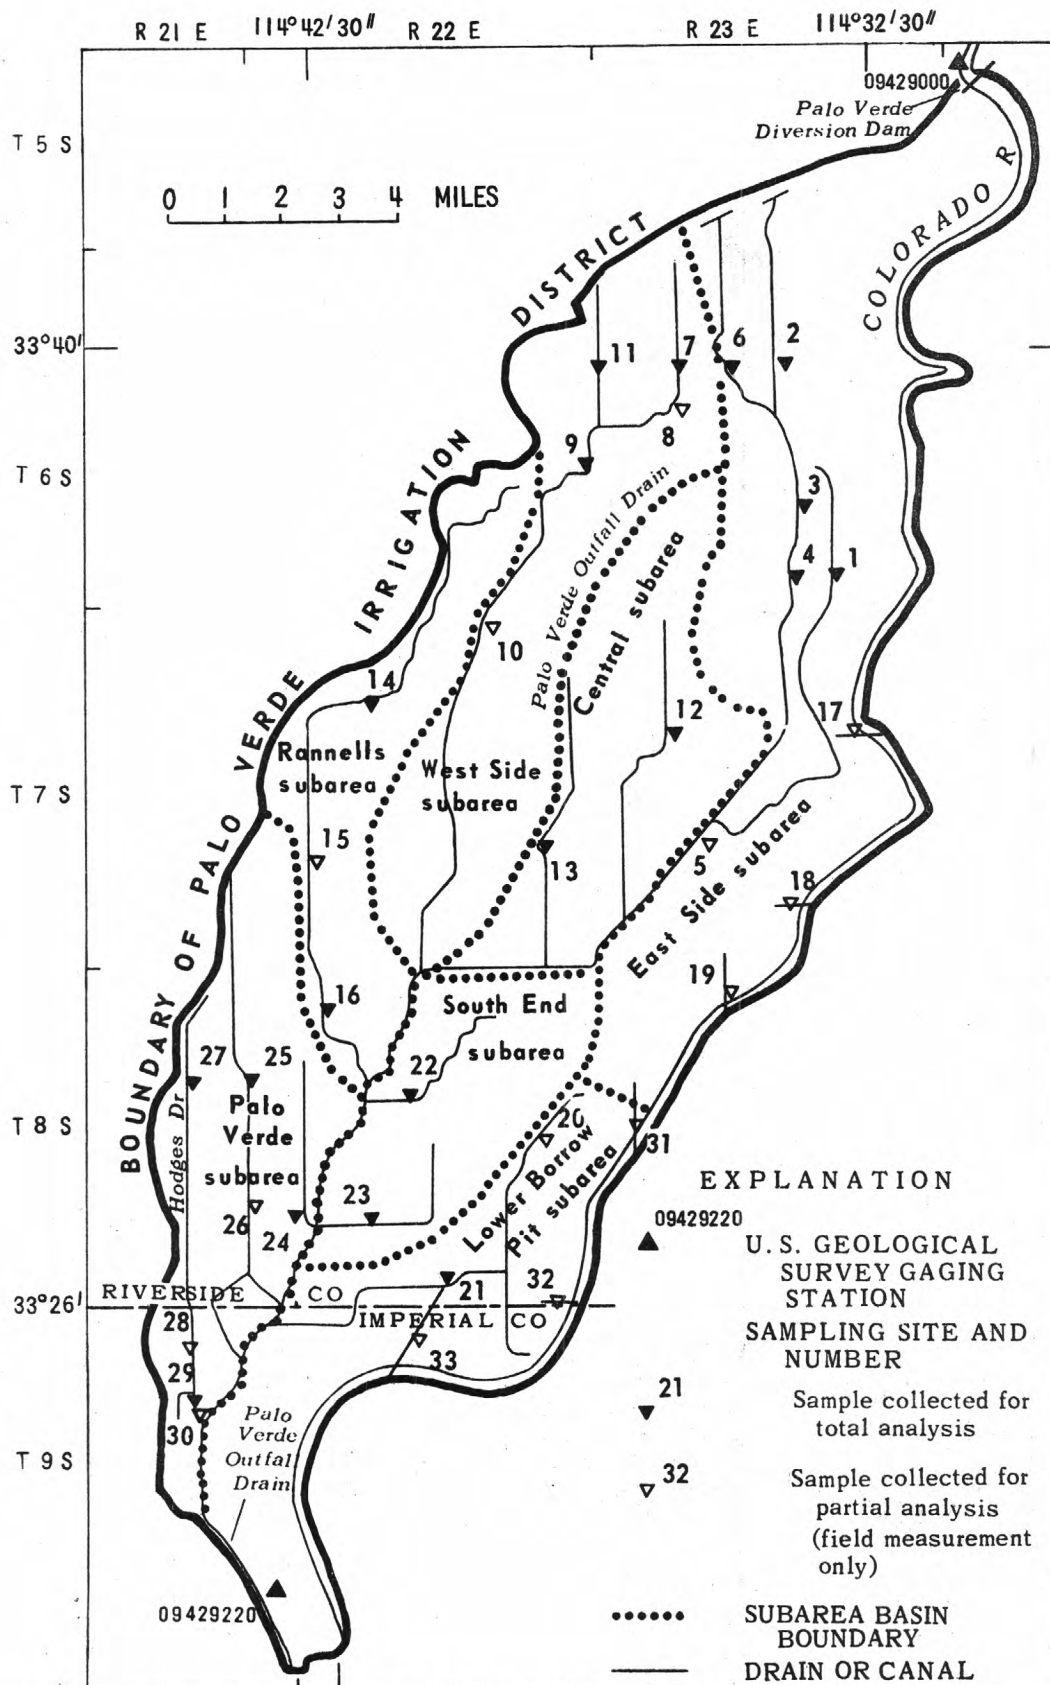 R 21 E
114°42'30"
R 22 E
R 23 E
114°32'30"
09429000
Palo Verde
Diversion Dam
T 5 S
0 1 2 3 4 MILES
COLORADO R
BOUNDARY OF PALO VERDE IRRIGATION DISTRICT
33°40'
11
7
6
2
8
9
T 6 S
3
Palo Verde Outfall Drain
Central subarea
4
1
10
14
12
17
Rannells
subarea
West Side
subarea
T 7 S
15
13
5
East Side subarea
18
19
16
South End
subarea
27
25
22
Palo
Verde
subarea
Hodges Dr
T 8 S
20
31
Lower Borrow
Pit subarea
26
24
23
21
32
RIVERSIDE CO
33°26'
IMPERIAL CO
28
33
29
30
Palo
Verde
Outfall
Drain
T 9 S
09429220
EXPLANATION
09429220
U.S. GEOLOGICAL
SURVEY GAGING
STATION
SAMPLING SITE AND
NUMBER
21
Sample collected for
total analysis
32
Sample collected for
partial analysis
(field measurement
only)
SUBAREA BASIN
BOUNDARY
DRAIN OR CANAL